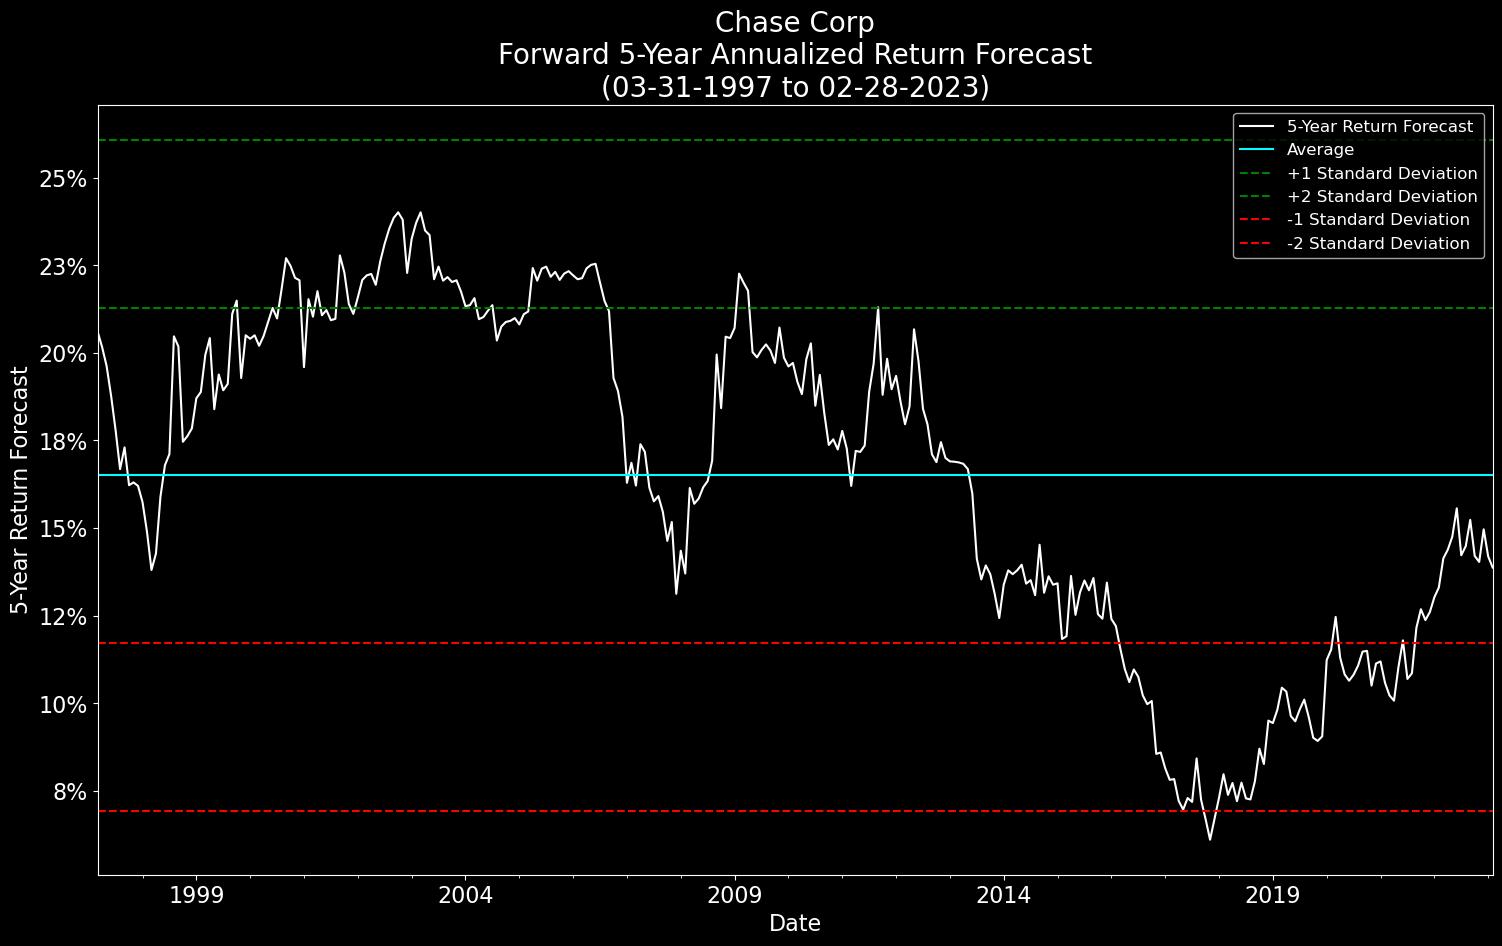 Chase Corp
Forward 5-Year Annualized Return Forecast
(03-31-1997 to 02-28-2023)
5-Year Return Forecast
Average
+1 Standard Deviation
+2 Standard Deviation
-1 Standard Deviation
-2 Standard Deviation
25%
23%
20%
18%
15%
12%
10%
8%
5-Year Return Forecast
1999
2004
2009
2014
2019
Date